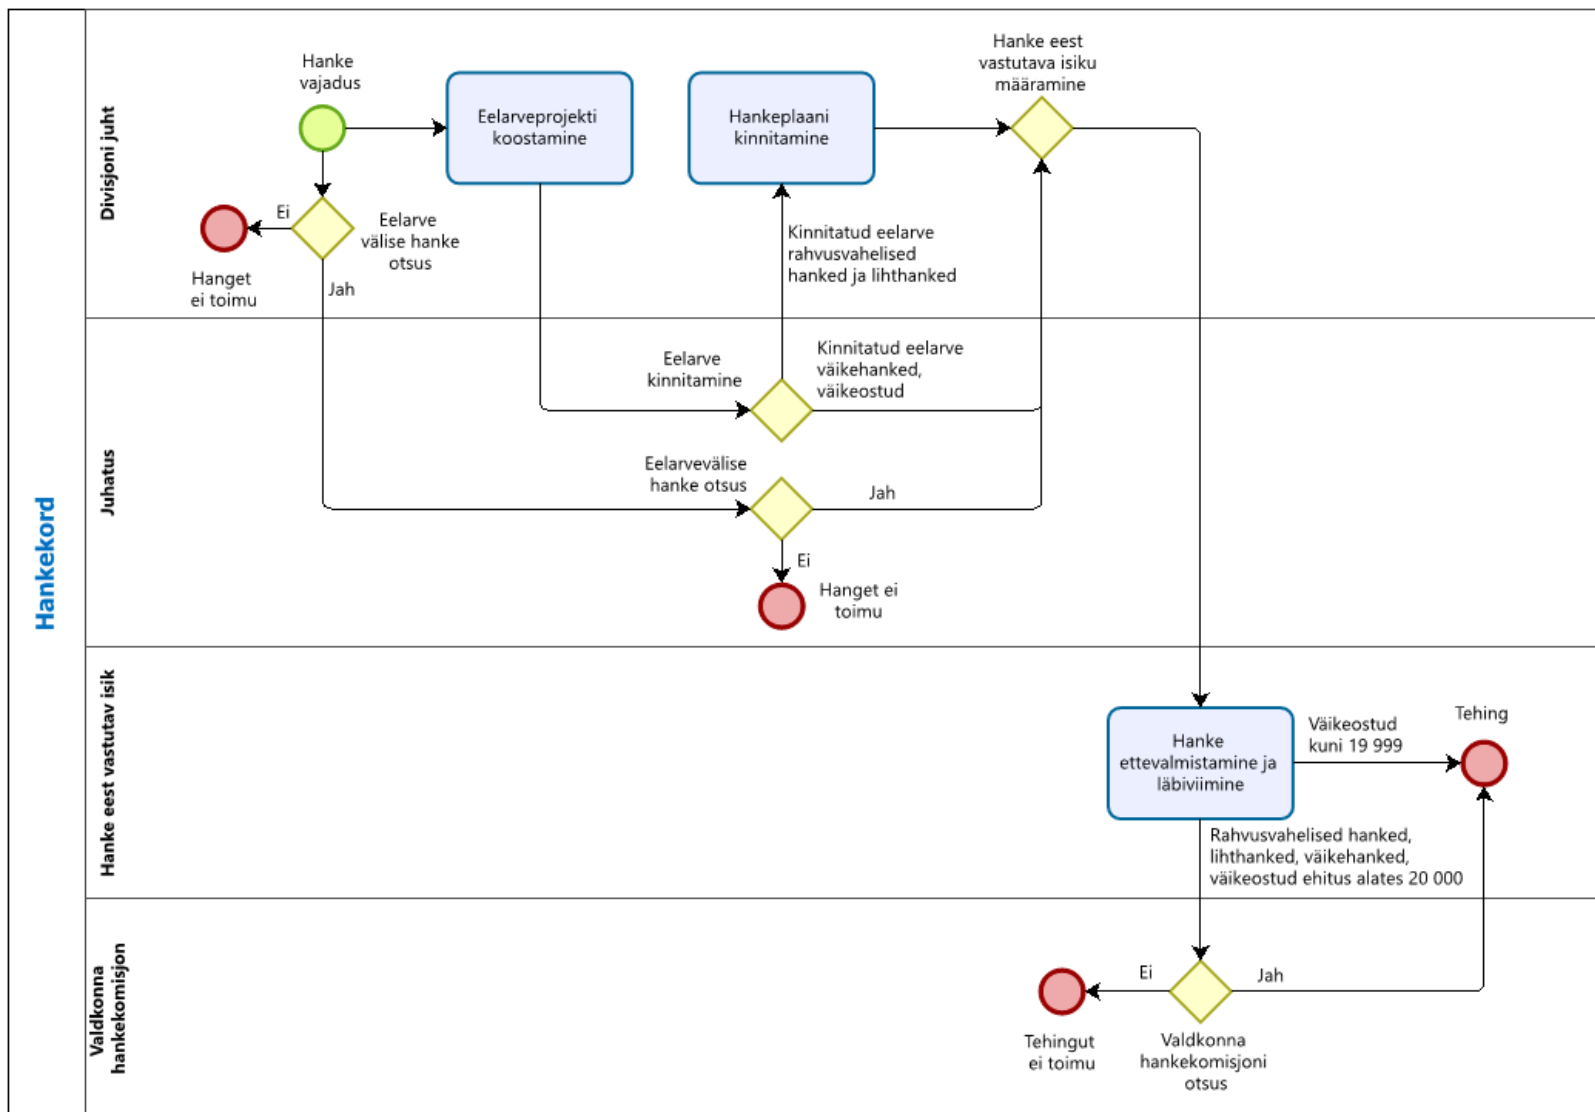 Hankekord
Divisjoni juht
Hanke
vajadus
Eelarveprojekti
koostamine
Hankeplaani
kinnitamine
Hanke eest
vastutava isiku
määramine
Ei
Eelarve
välise hanke
otsus
Hanget
ei toimu
Jah
Kinnitatud eelarve
rahvusvahelised
hanked ja lihthanked
Juhatus
Eelarve
kinnitamine
Kinnitatud eelarve
väikehanked,
väikeostud
Eelarvevälise
hanke otsus
Jah
Ei
Hanget ei
toimu
Hanke eest vastutav isik
Hanke
ettevalmistamine ja
läbiviimine
Väikeostud
kuni 19 999
Tehing
Rahvusvahelised hanked,
lihthanked, väikehanked,
väikeostud ehitus alates 20 000
Valdkonna
hankekomisjon
Ei
Jah
Tehingut
ei toimu
Valdkonna
hankekomisjoni
otsus